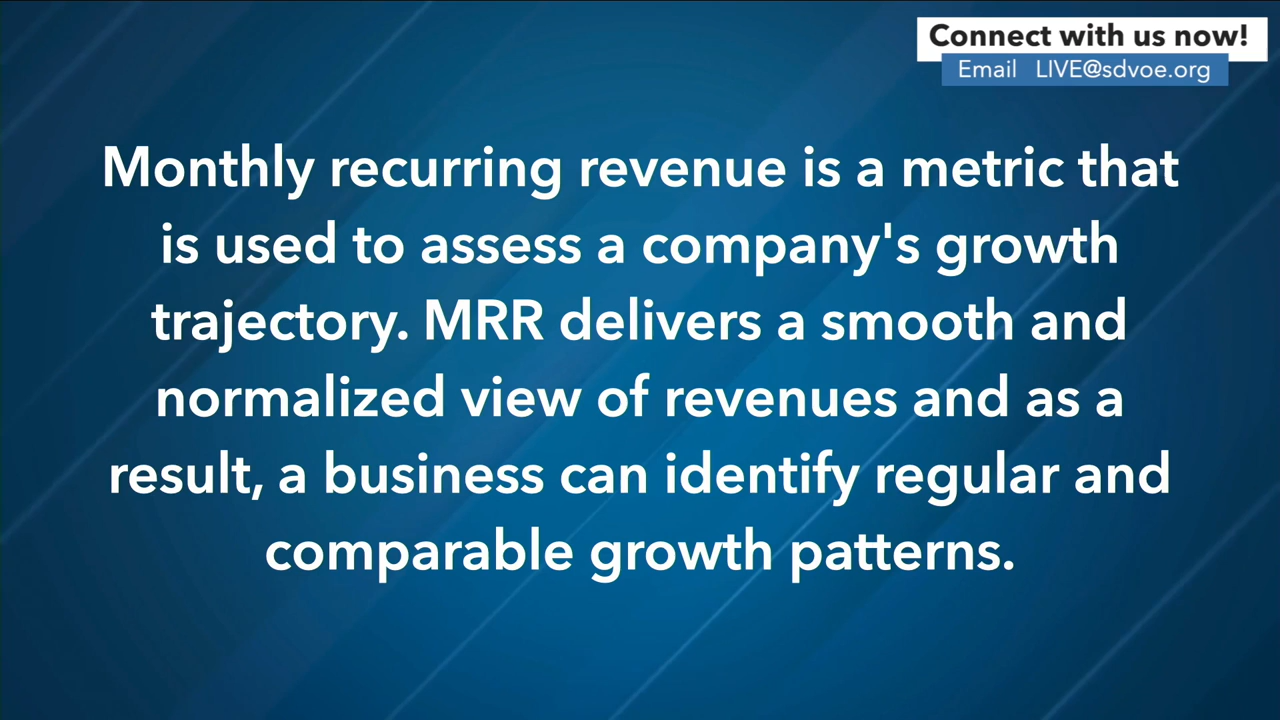 Connect with us now!
Email LIVE@sdvoe.org
Monthly recurring revenue is a metric that
is used to assess a company's growth
trajectory. MRR delivers a smooth and
normalized view of revenues and as a
result, a business can identify regular and
comparable growth patterns.